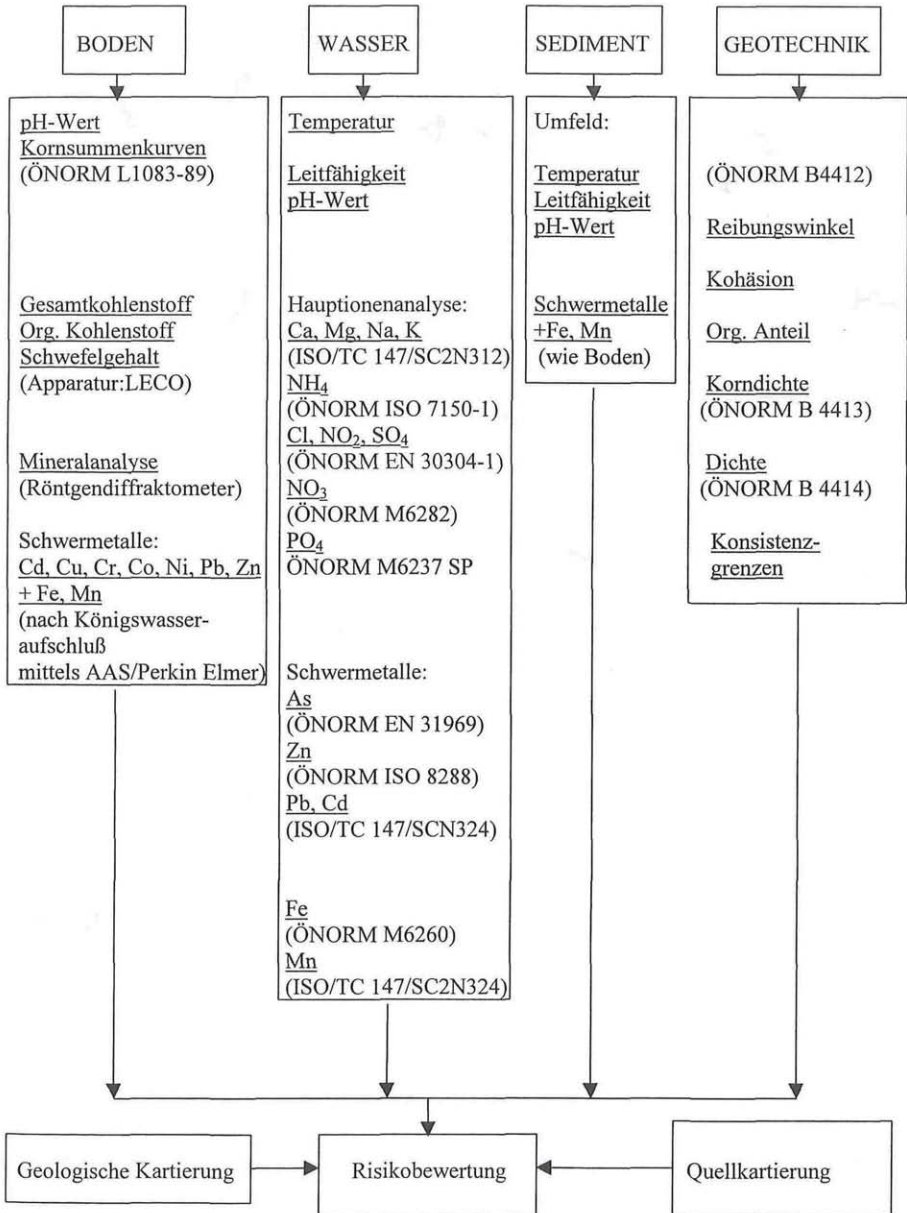 BODEN
WASSER
SEDIMENT
GEOTECHNIK
pH-Wert
Kornsummenkurven
(ÖNORM L1083-89)
Gesamtkohlenstoff
Org. Kohlenstoff
Schwefelgehalt
(Apparatur:LECO)
Mineralanalyse
(Röntgendiffraktometer)
Schwermetalle:
Cd, Cu, Cr, Co, Ni, Pb, Zn
+ Fe, Mn
(nach Königswasser-
aufschluß
mittels AAS/Perkin Elmer)
Temperatur
Leitfähigkeit
pH-Wert
Hauptionenanalyse:
Ca, Mg, Na, K
(ISO/TC 147/SC2N312)
NH4
(ÖNORM ISO 7150-1)
Cl, NO2, SO4
(ÖNORM EN 30304-1)
NO3
(ÖNORM M6282)
PO4
ÖNORM M6237 SP
Schwermetalle:
As
(ÖNORM EN 31969)
Zn
(ÖNORM ISO 8288)
Pb, Cd
(ISO/TC 147/SCN324)
Fe
(ÖNORM M6260)
Mn
(ISO/TC 147/SC2N324)
Umfeld:
Temperatur
Leitfähigkeit
pH-Wert
Schwermetalle
+Fe, Mn
(wie Boden)
(ÖNORM B4412)
Reibungswinkel
Kohäsion
Org. Anteil
Korndichte
(ÖNORM B 4413)
Dichte
(ÖNORM B 4414)
Konsistenz-
grenzen
Geologische Kartierung
Risikobewertung
Quellkartierung